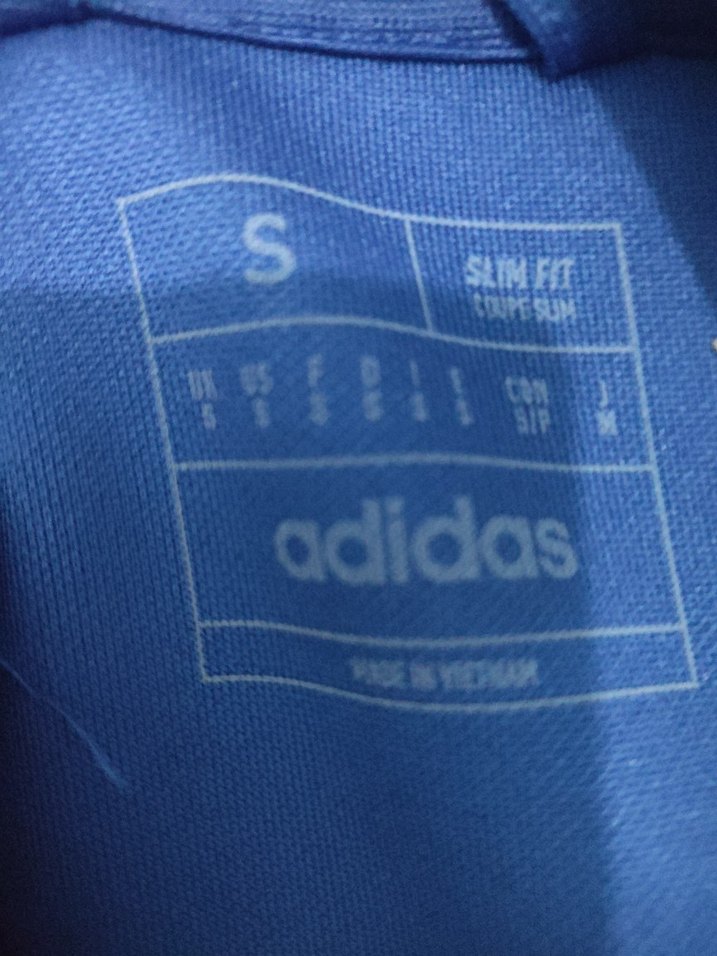 S
SLIM FIT
COUPE SLIM
UK US F D I E CDN J
S S S S S S S/P M
adidas
MADE IN VIETNAM